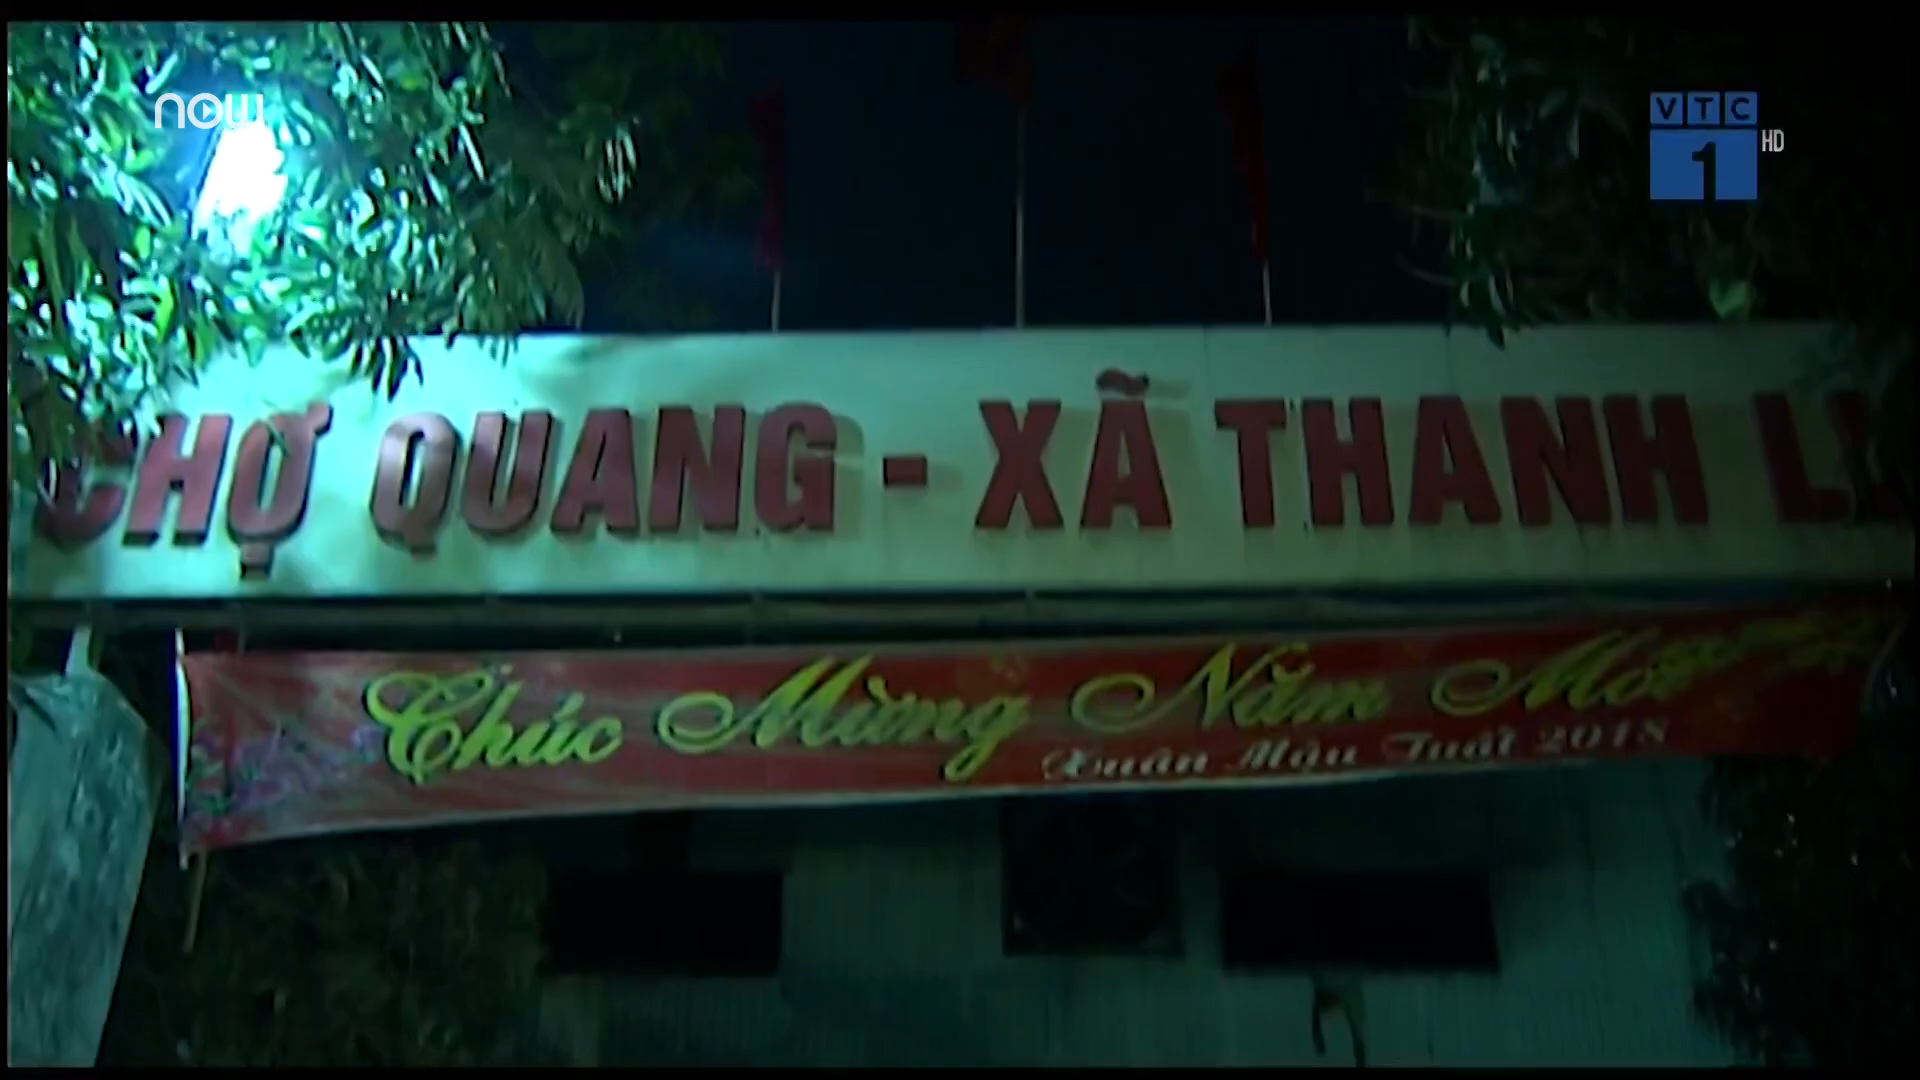 now
VTC
1 HD
CHỢ QUANG - XÃ THANH
Chúc Mừng Năm Mới
Xuân Mậu Tuất 2018